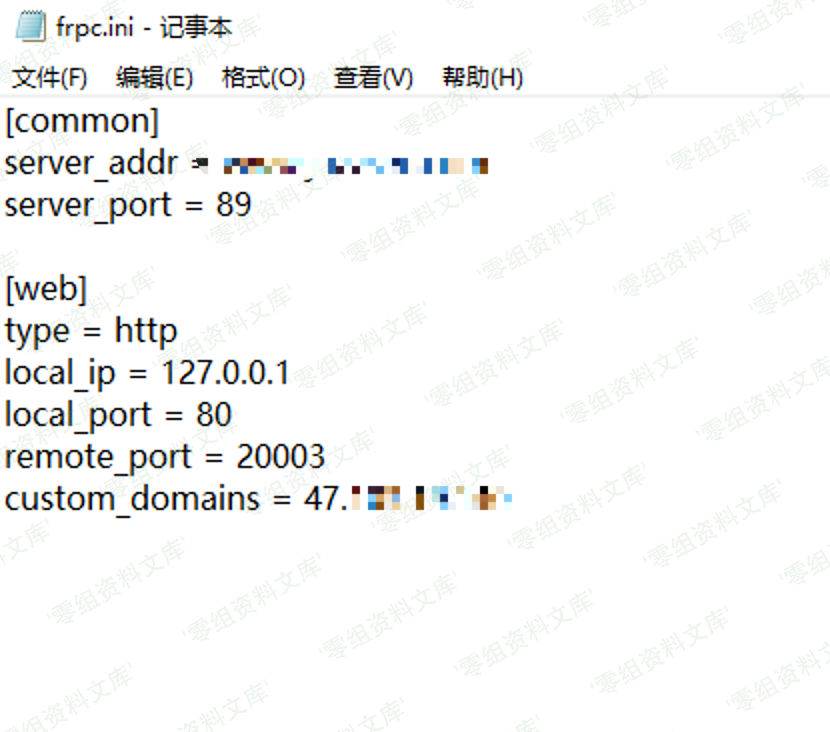 frpc.ini - 记事本
文件(F) 编辑(E) 格式(O) 查看(V) 帮助(H)
[common]
server_addr =
server_port = 89
[web]
type = http
local_ip = 127.0.0.1
local_port = 80
remote_port = 20003
custom_domains = 47.
'零组资料文库'